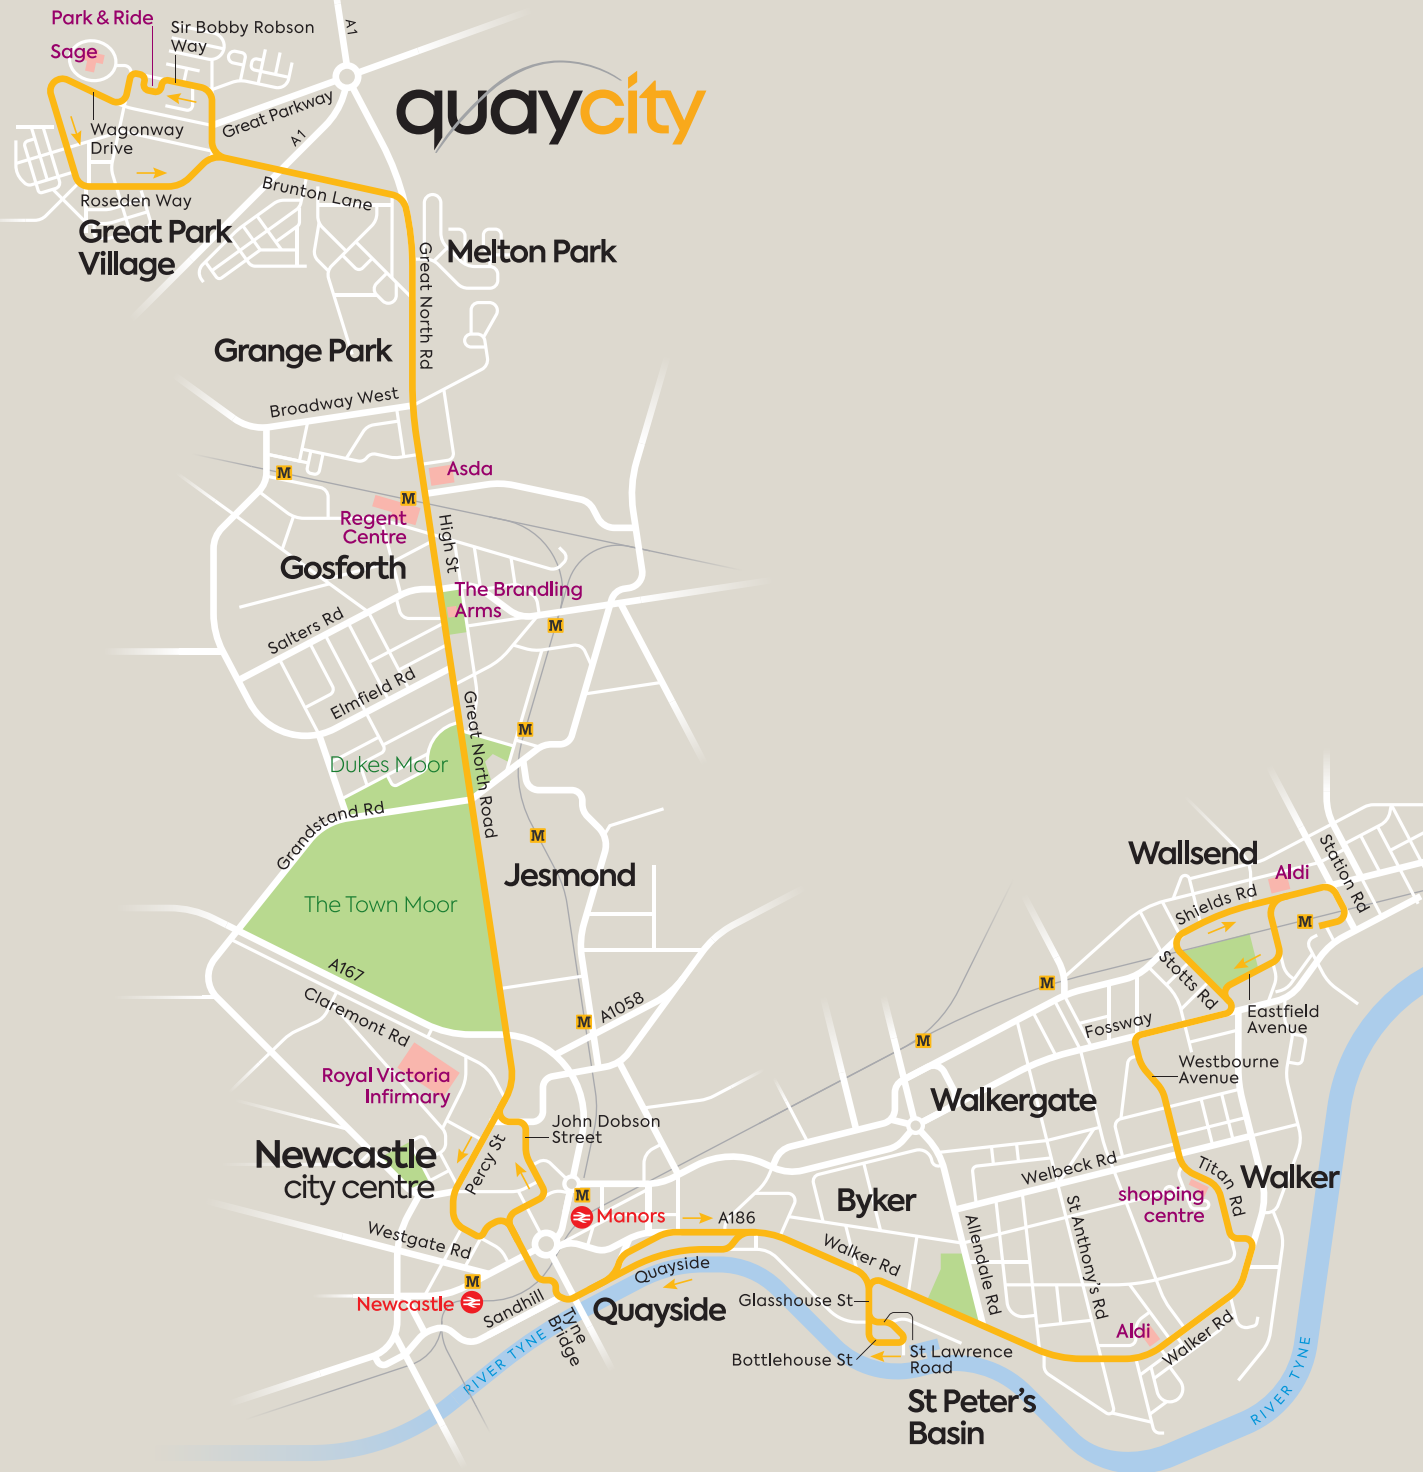 Park & Ride
Sir Bobby Robson
Way
A1
Sage
quaycity
Great Parkway
A1
Wagonway
Drive
Brunton Lane
Roseden Way
Great Park
Village
Melton Park
Great North Rd
Grange Park
Broadway West
M
Asda
M
Regent
Centre
High St
Gosforth
The Brandling
Arms
M
Salters Rd
Elmfield Rd
Great North Road
M
Dukes Moor
Grandstand Rd
M
Jesmond
The Town Moor
A167
Claremont Rd
M
A1058
Royal Victoria
Infirmary
John Dobson
Street
Percy St
Newcastle
city centre
M
Manors
A186
Westgate Rd
M
Newcastle
Sandhill
Tyne
Bridge
Quayside
Quayside
RIVER TYNE
Wallsend
Aldi
Station Rd
Shields Rd
M
Stotts Rd
Eastfield
Avenue
M
Fossway
M
Westbourne
Avenue
Walkergate
Welbeck Rd
Titan Rd
Walker
shopping
centre
Byker
St Anthony's Rd
Allendale Rd
Walker Rd
Glasshouse St
Bottlehouse St
St Lawrence
Road
Aldi
Walker Rd
St Peter's
Basin
RIVER TYNE